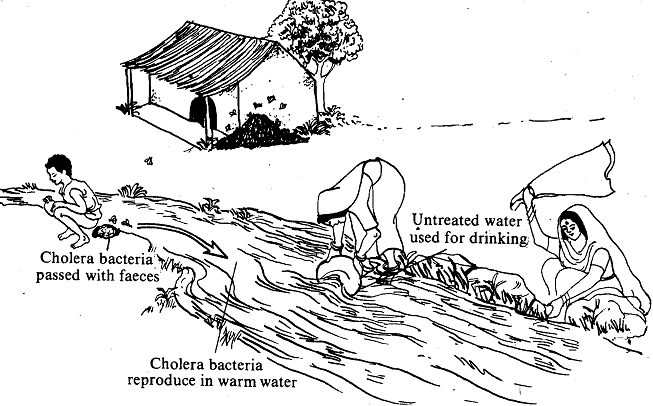 Untreated water
used for drinking
Cholera bacteria
passed with faeces
Cholera bacteria
reproduce in warm water